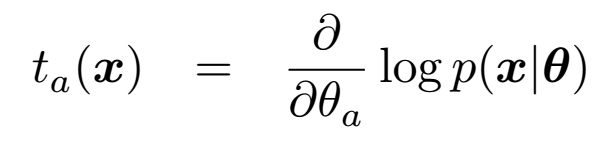 t_a(𝒙) = ∂/∂θ_a log p(𝒙|𝜽)